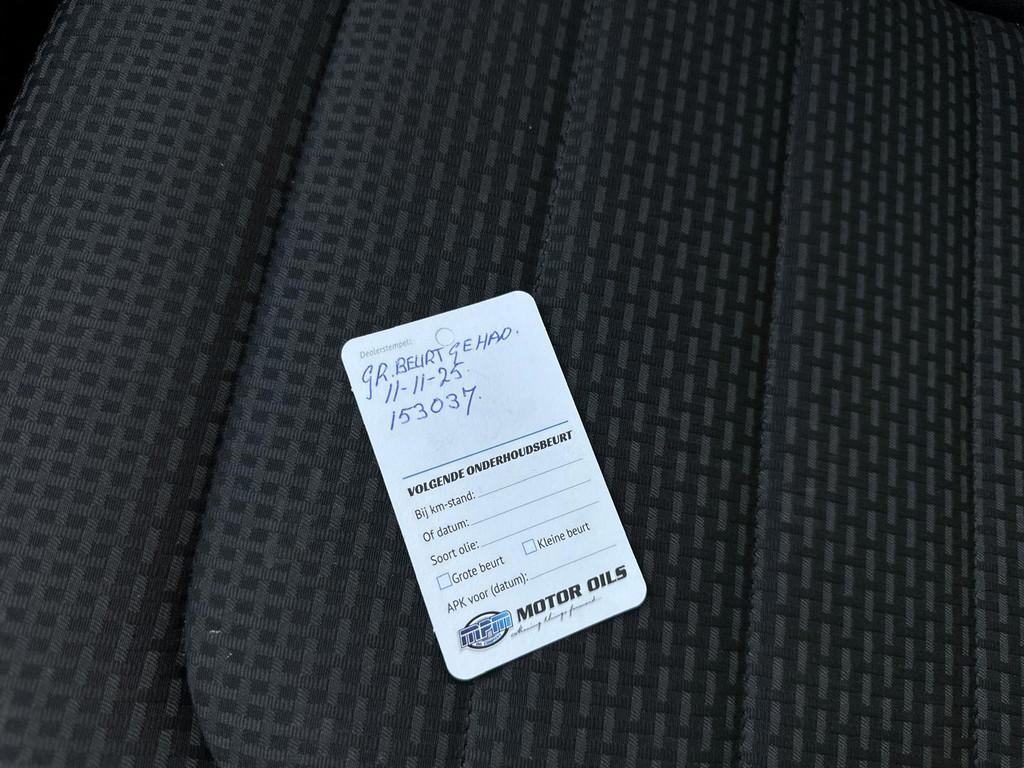 Dealerstempel:
GR. BEURT GEHAD.
11-11-25.
153037.
VOLGENDE ONDERHOUDSBEURT
Bij km-stand:
Of datum:
Soort olie:
Grote beurt Kleine beurt
APK voor (datum):
mpm MOTOR OILS